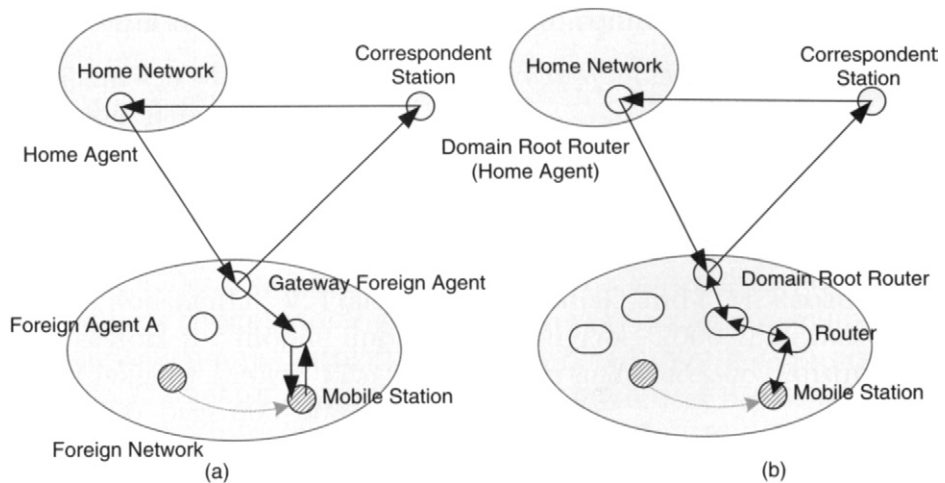 Home Network
Correspondent
Station
Home Agent
Gateway Foreign Agent
Foreign Agent A
Mobile Station
Foreign Network
(a)
Home Network
Correspondent
Station
Domain Root Router
(Home Agent)
Domain Root Router
Router
Mobile Station
(b)